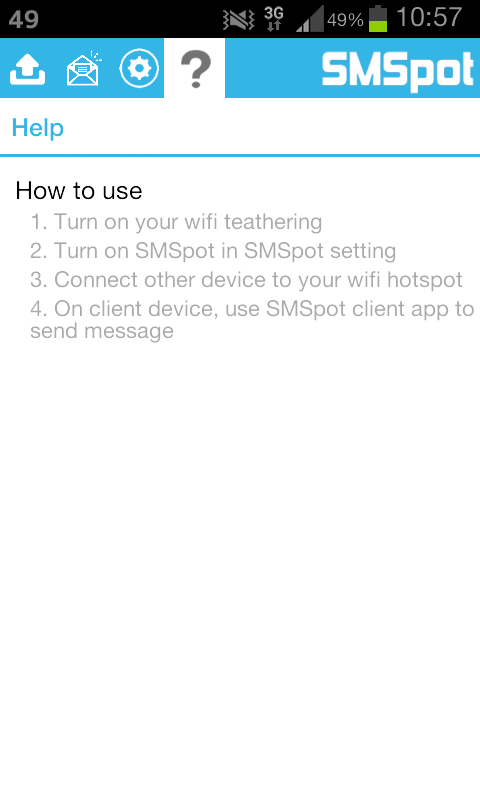 49 3G 49% 10:57
? SMSpot
Help
How to use
1. Turn on your wifi teathering
2. Turn on SMSpot in SMSpot setting
3. Connect other device to your wifi hotspot
4. On client device, use SMSpot client app to
send message